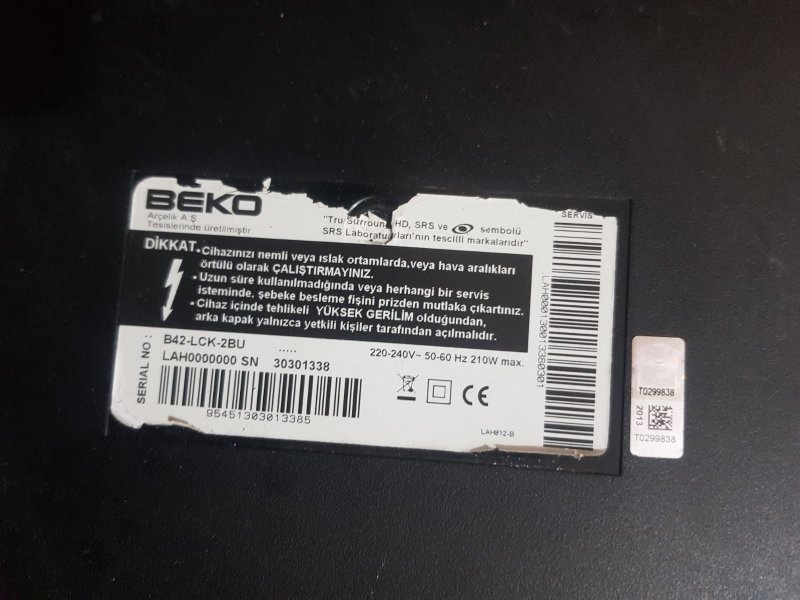 BEKO
Arçelik A.Ş
Tesislerinde üretilmiştir.
"Tru Surround HD, SRS ve sembolü
SRS Laboratuarları'nın tescilli markalarıdır"
SERVİS
DİKKAT
• Cihazınızı nemli veya ıslak ortamlarda,veya hava aralıkları
örtülü olarak ÇALIŞTIRMAYINIZ.
• Uzun süre kullanılmadığında veya herhangi bir servis
isteminde, şebeke besleme fişini prizden mutlaka çıkartınız.
• Cihaz içinde tehlikeli YÜKSEK GERİLİM olduğundan,
arka kapak yalnızca yetkili kişiler tarafından açılmalıdır.
SERIAL NO :
B42-LCK-2BU .....
220-240V~ 50-60 Hz 210W max.
LAH0000000 SN 30301338
95451303013385
CE
LAH812-B
LAH000130013380301
T0299838
2013
T0299838